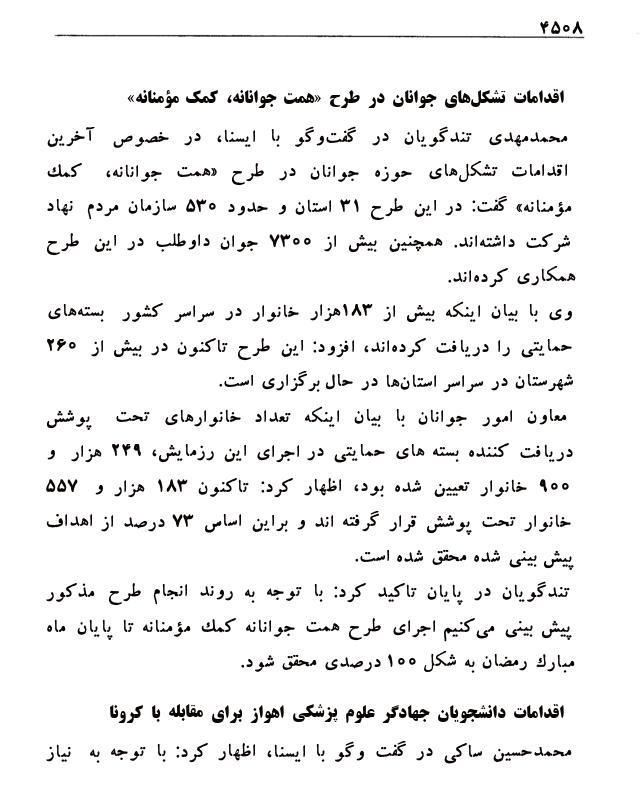 ۴۵۰۸
اقدامات تشکل‌های جوانان در طرح «همت جوانانه، کمک مؤمنانه»
محمدمهدی تندگویان در گفت‌وگو با ایسنا، در خصوص آخرین
اقدامات تشکل‌های حوزه جوانان در طرح «همت جوانانه، کمك
مؤمنانه» گفت: در این طرح ۳۱ استان و حدود ۵۳۰ سازمان مردم نهاد
شرکت داشته‌اند. همچنین بیش از ۷۳۰۰ جوان داوطلب در این طرح
همکاری کرده‌اند.
وی با بیان اینکه بیش از ۱۸۳هزار خانوار در سراسر کشور بسته‌های
حمایتی را دریافت کرده‌اند، افزود: این طرح تاکنون در بیش از ۲۶۰
شهرستان در سراسر استان‌ها در حال برگزاری است.
معاون امور جوانان با بیان اینکه تعداد خانوارهای تحت پوشش
دریافت کننده بسته های حمایتی در اجرای این رزمایش، ۲۴۹ هزار و
۹۰۰ خانوار تعیین شده بود، اظهار کرد: تاکنون ۱۸۳ هزار و ۵۵۷
خانوار تحت پوشش قرار گرفته اند و براین اساس ۷۳ درصد از اهداف
پیش بینی شده محقق شده است.
تندگویان در پایان تاکید کرد: با توجه به روند انجام طرح مذکور
پیش بینی می‌کنیم اجرای طرح همت جوانانه کمك مؤمنانه تا پایان ماه
مبارك رمضان به شکل ۱۰۰ درصدی محقق شود.
اقدامات دانشجویان جهادگر علوم پزشکی اهواز برای مقابله با کرونا
محمدحسین ساکی در گفت وگو با ایسنا، اظهار کرد: با توجه به نیاز